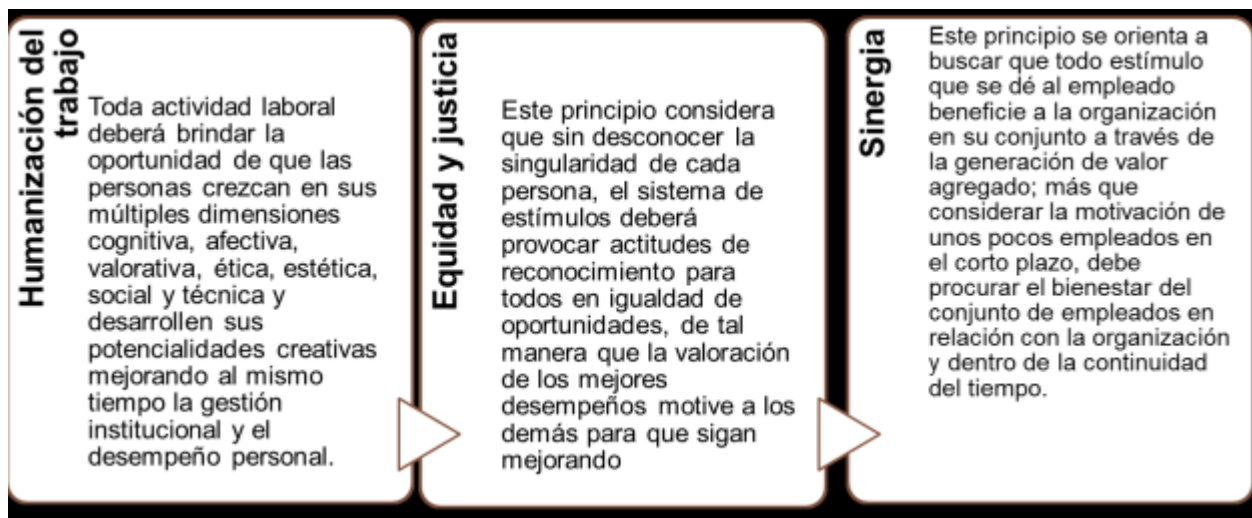 Humanización del
trabajo
Toda actividad laboral
deberá brindar la
oportunidad de que las
personas crezcan en sus
múltiples dimensiones
cognitiva, afectiva,
valorativa, ética, estética,
social y técnica y
desarrollen sus
potencialidades creativas
mejorando al mismo
tiempo la gestión
institucional y el
desempeño personal.
Equidad y justicia
Este principio considera
que sin desconocer la
singularidad de cada
persona, el sistema de
estímulos deberá
provocar actitudes de
reconocimiento para
todos en igualdad de
oportunidades, de tal
manera que la valoración
de los mejores
desempeños motive a los
demás para que sigan
mejorando
Sinergia
Este principio se orienta a
buscar que todo estímulo
que se dé al empleado
beneficie a la organización
en su conjunto a través de
la generación de valor
agregado; más que
considerar la motivación de
unos pocos empleados en
el corto plazo, debe
procurar el bienestar del
conjunto de empleados en
relación con la organización
y dentro de la continuidad
del tiempo.